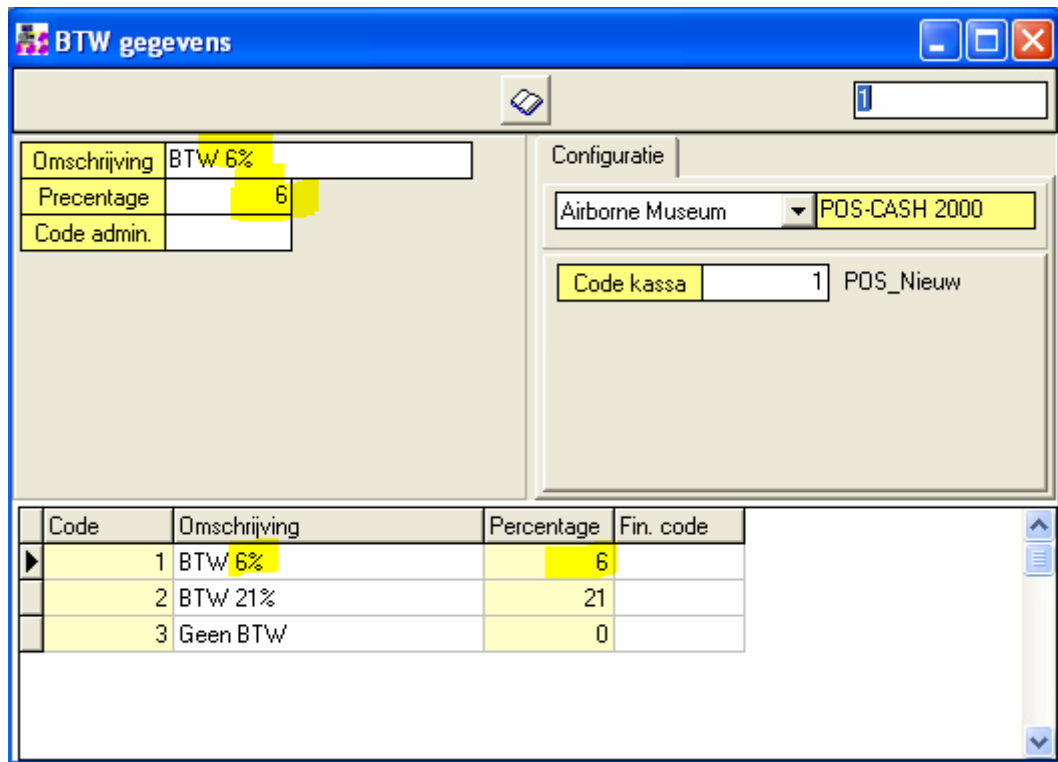 BTW gegevens
1
Omschrijving BTW 6%
Precentage 6
Code admin.
Configuratie
Airborne Museum POS-CASH 2000
Code kassa 1 POS_Nieuw
Code Omschrijving Percentage Fin. code
1 BTW 6% 6
2 BTW 21% 21
3 Geen BTW 0